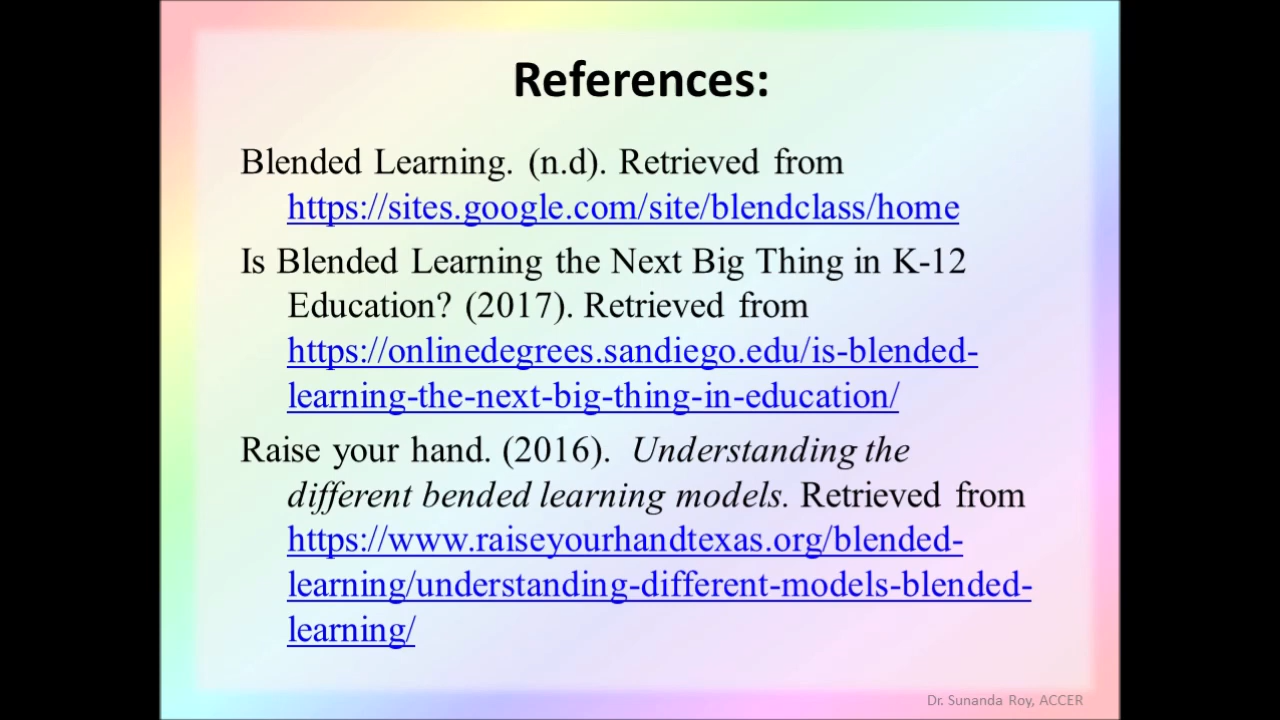 References:
Blended Learning. (n.d). Retrieved from
https://sites.google.com/site/blendclass/home
Is Blended Learning the Next Big Thing in K-12
Education? (2017). Retrieved from
https://onlinedegrees.sandiego.edu/is-blended-
learning-the-next-big-thing-in-education/
Raise your hand. (2016). Understanding the
different bended learning models. Retrieved from
https://www.raiseyourhandtexas.org/blended-
learning/understanding-different-models-blended-
learning/
Dr. Sunanda Roy, ACCER